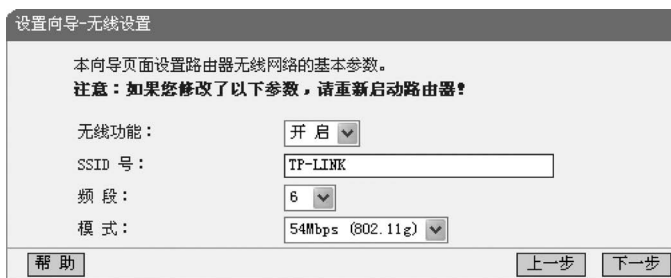 设置向导-无线设置
本向导页面设置路由器无线网络的基本参数。
注意：如果您修改了以下参数，请重新启动路由器！
无线功能： 开 启
SSID 号： TP-LINK
频 段： 6
模 式： 54Mbps (802.11g)
帮 助 上一步 下一步